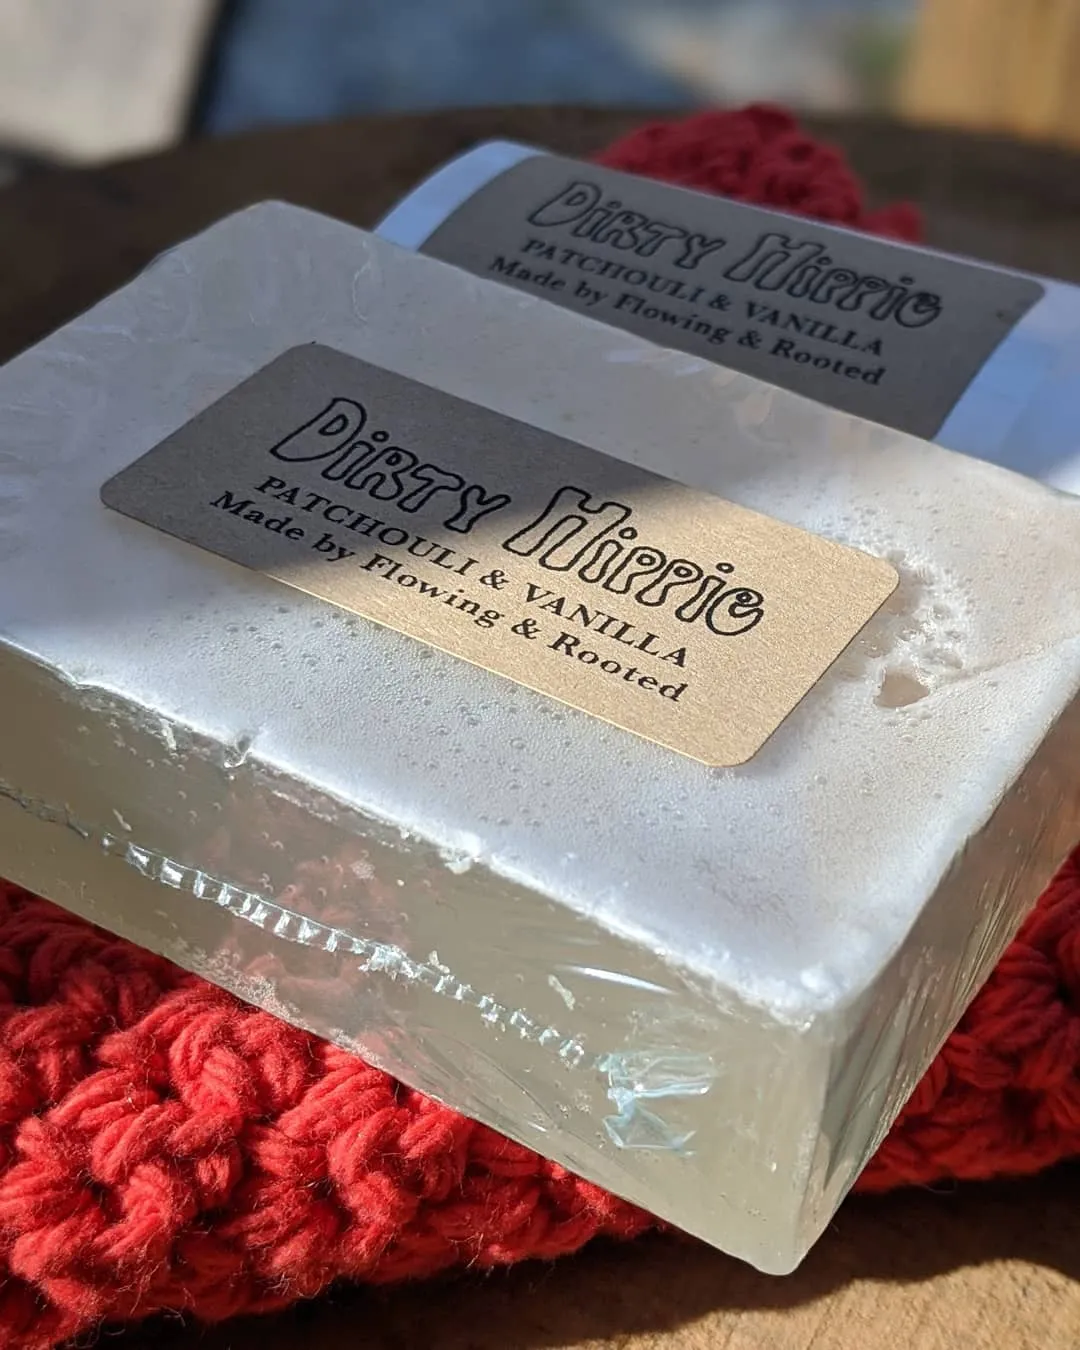 DiRTY Hippie
PATCHOULI & VANILLA
Made by Flowing & Rooted
DiRTY Hippie
PATCHOULI & VANILLA
Made by Flowing & Rooted